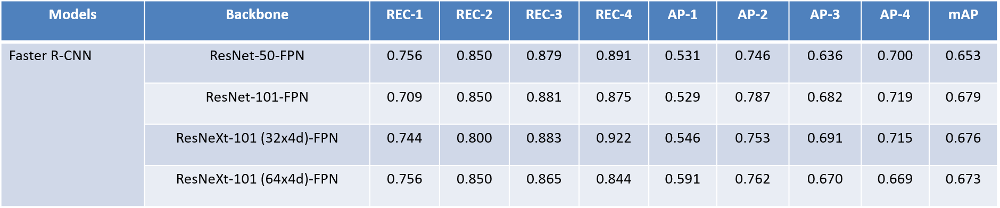 Models Backbone REC-1 REC-2 REC-3 REC-4 AP-1 AP-2 AP-3 AP-4 mAP
Faster R-CNN ResNet-50-FPN 0.756 0.850 0.879 0.891 0.531 0.746 0.636 0.700 0.653
ResNet-101-FPN 0.709 0.850 0.881 0.875 0.529 0.787 0.682 0.719 0.679
ResNeXt-101 (32x4d)-FPN 0.744 0.800 0.883 0.922 0.546 0.753 0.691 0.715 0.676
ResNeXt-101 (64x4d)-FPN 0.756 0.850 0.865 0.844 0.591 0.762 0.670 0.669 0.673